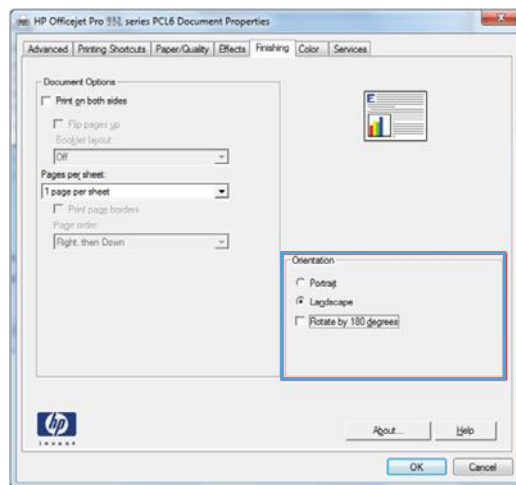 HP Officejet Pro series PCL6 Document Properties
Advanced
Printing Shortcuts
Paper/Quality
Effects
Finishing
Color
Services
Document Options
Print on both sides
Flip pages up
Booklet layout:
Off
Pages per sheet:
1 page per sheet
Print page borders
Page order:
Right, then Down
E
Orientation
Portrait
Landscape
Rotate by 180 degrees
hp
invent
About...
Help
OK
Cancel